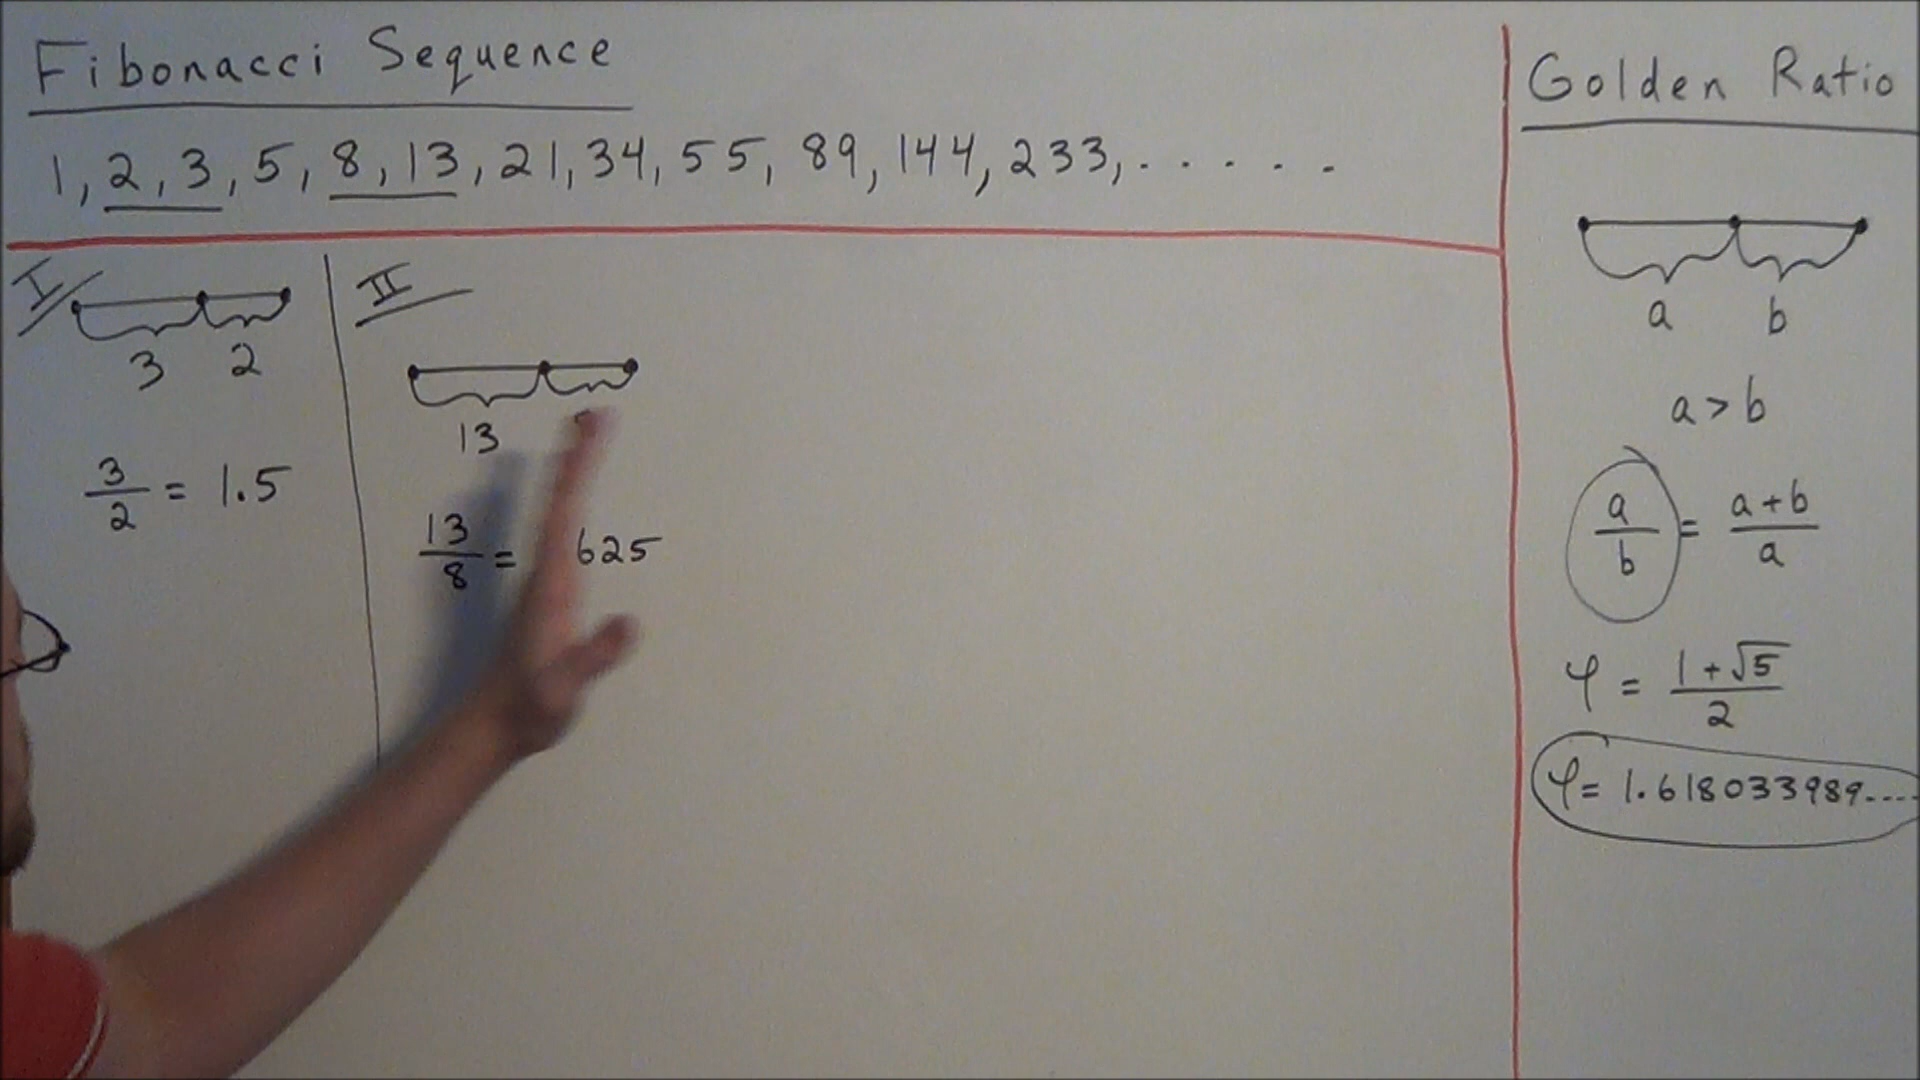 Fibonacci Sequence
1, 2, 3, 5, 8, 13, 21, 34, 55, 89, 144, 233, . . . . .
I
3 2
3/2 = 1.5
II
13
13/8 = 625
Golden Ratio
a b
a > b
a/b = a+b/a
φ = 1+√5/2
φ = 1.618033989....